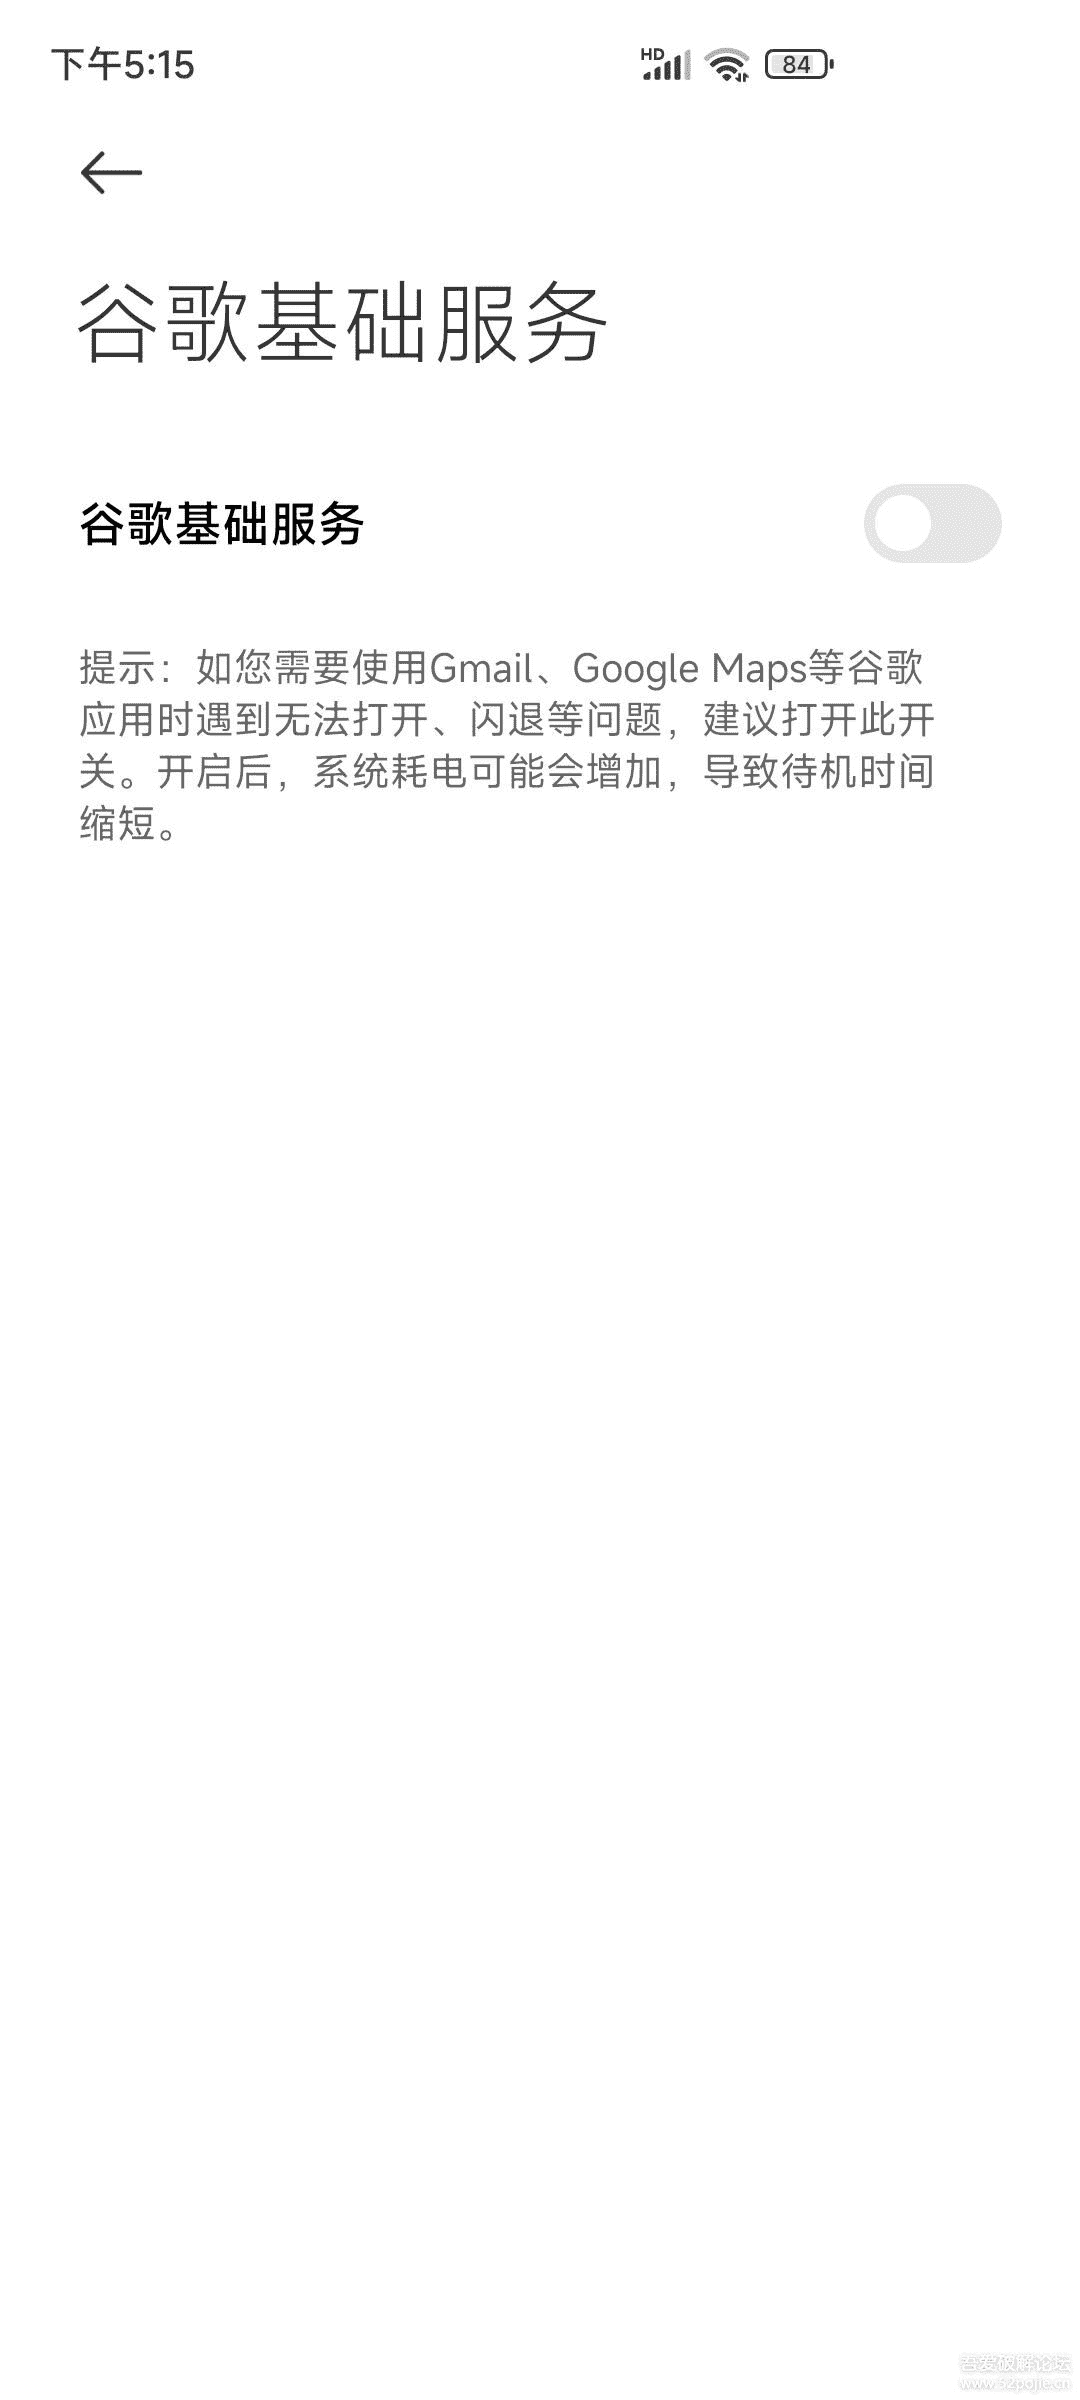 下午5:15
HD
84
谷歌基础服务
谷歌基础服务
提示：如您需要使用Gmail、Google Maps等谷歌
应用时遇到无法打开、闪退等问题，建议打开此开
关。开启后，系统耗电可能会增加，导致待机时间
缩短。
吾爱破解论坛
www.52pojie.cn